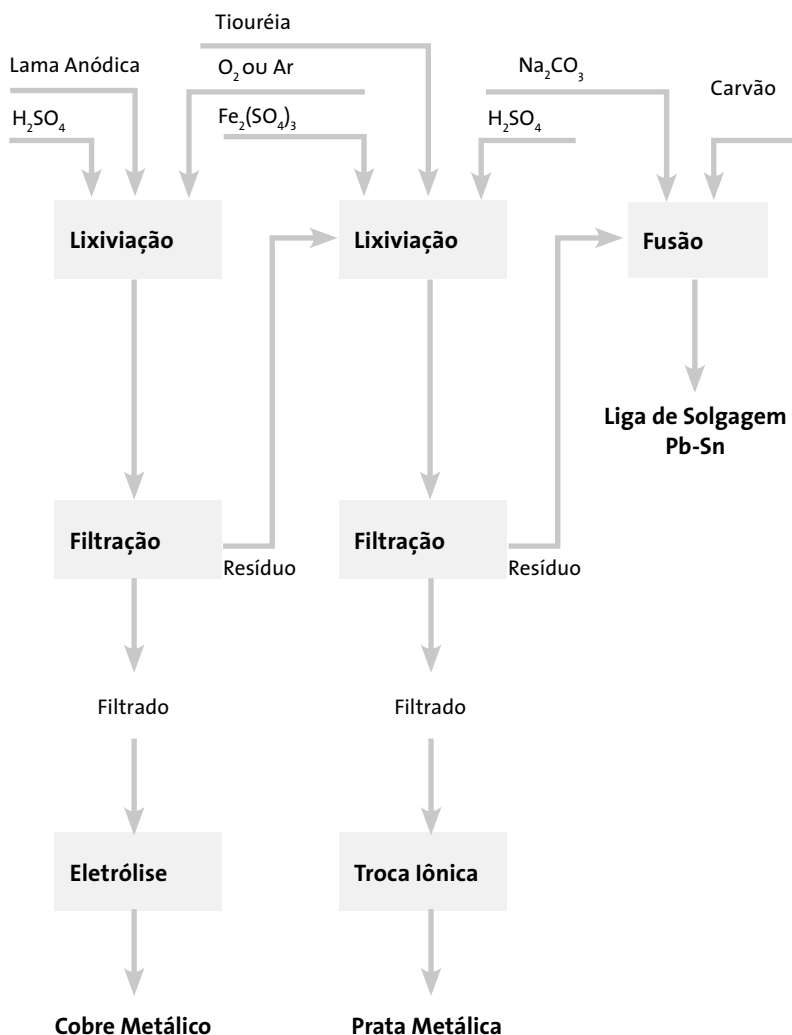 Tiouréia
Lama Anódica
O₂ ou Ar
Na₂CO₃
Carvão
H₂SO₄
Fe₂(SO₄)₃
H₂SO₄
Lixiviação
Lixiviação
Fusão
Liga de Solgagem
Pb-Sn
Filtração
Filtração
Resíduo
Resíduo
Filtrado
Filtrado
Eletrólise
Troca Iônica
Cobre Metálico
Prata Metálica